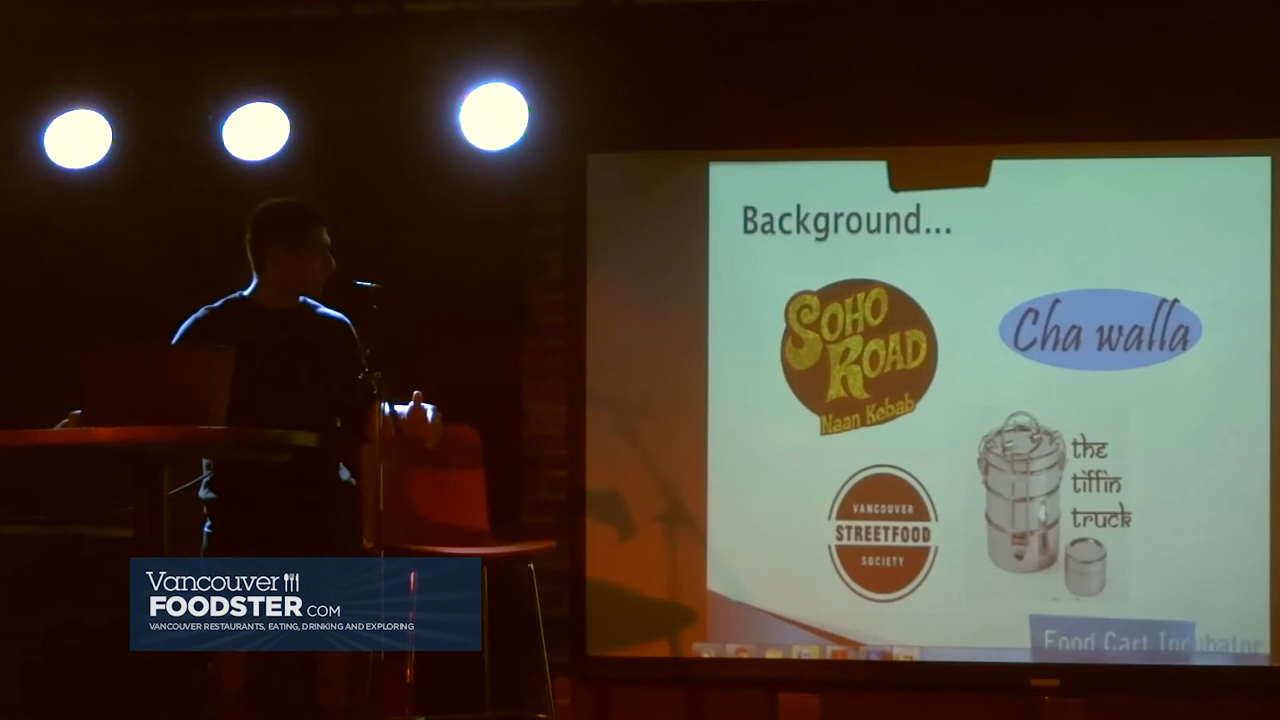 Background...
SOHO
ROAD
Naan Kebab
Cha walla
the
tiffin
truck
VANCOUVER
STREETFOOD
SOCIETY
Food Cart Incubator
Vancouver
FOODSTER.COM
VANCOUVER RESTAURANTS, EATING, DRINKING AND EXPLORING